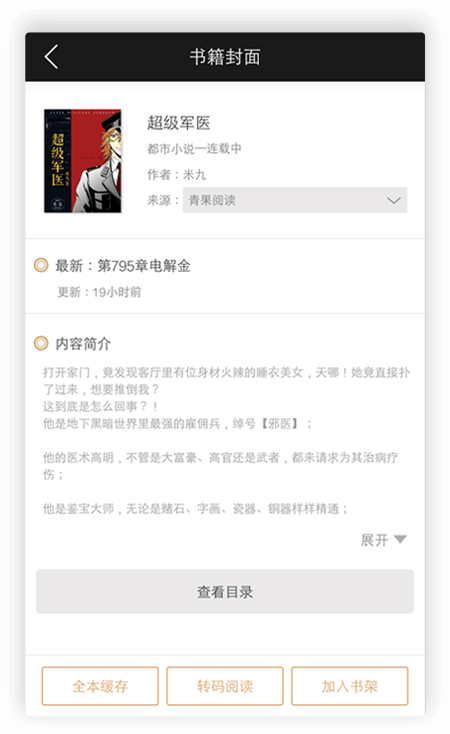 书籍封面
超级军医
超级军医
都市小说—连载中
作者：米九
来源：
青果阅读
最新：第795章电解金
更新：19小时前
内容简介
打开家门，竟发现客厅里有位身材火辣的睡衣美女，天哪！她竟直接扑
了过来，想要推倒我？
这到底是怎么回事？！
他是地下黑暗世界里最强的雇佣兵，绰号【邪医】；
他的医术高明，不管是大富豪、高官还是武者，都来请求为其治病疗
伤；
他是鉴宝大师，无论是赌石、字画、瓷器、铜器样样精通；
展开
查看目录
全本缓存
转码阅读
加入书架